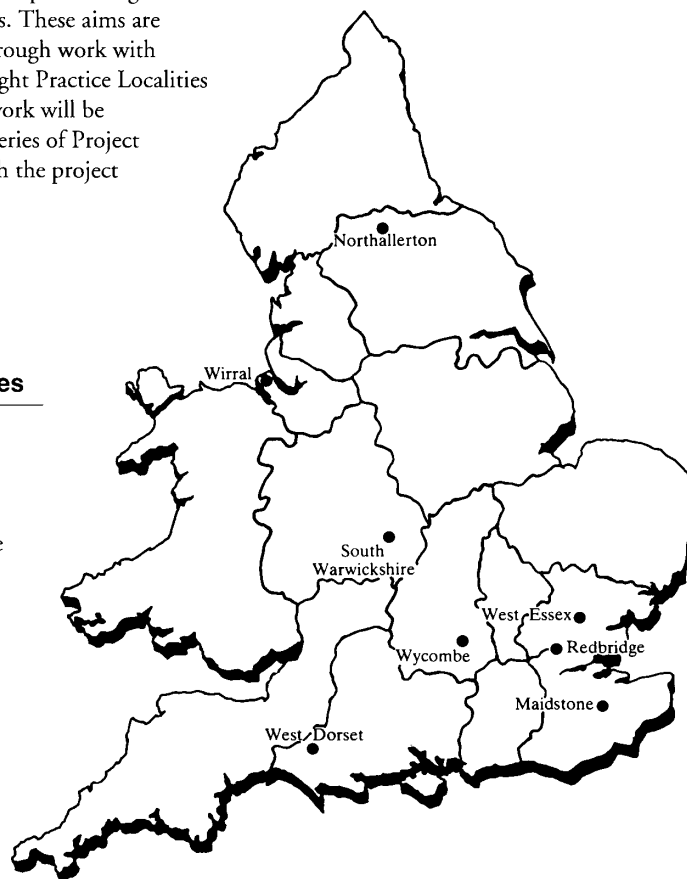 s. These aims are
rough work with
ght Practice Localities
ork will be
eries of Project
n the project
Northallerton
es
Wirral
South
Warwickshire
West Essex
Redbridge
Wycombe
Maidstone
West Dorset